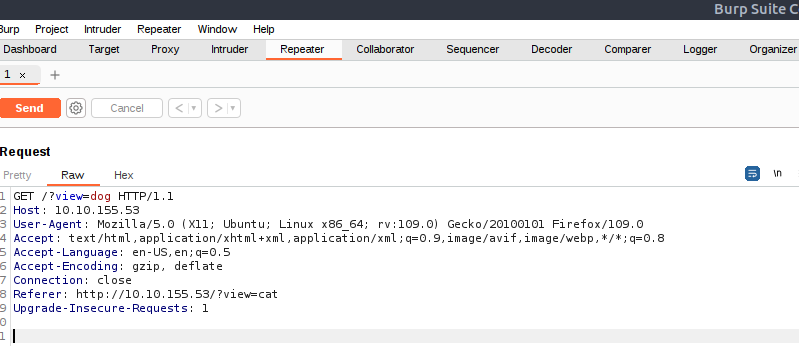 Burp Suite C
Burp Project Intruder Repeater Window Help
Dashboard Target Proxy Intruder Repeater Collaborator Sequencer Decoder Comparer Logger Organizer
1 × +
Send Cancel < ▾ > ▾
Request
Pretty Raw Hex \n
1 GET /?view=dog HTTP/1.1
2 Host: 10.10.155.53
3 User-Agent: Mozilla/5.0 (X11; Ubuntu; Linux x86_64; rv:109.0) Gecko/20100101 Firefox/109.0
4 Accept: text/html,application/xhtml+xml,application/xml;q=0.9,image/avif,image/webp,*/*;q=0.8
5 Accept-Language: en-US,en;q=0.5
6 Accept-Encoding: gzip, deflate
7 Connection: close
8 Referer: http://10.10.155.53/?view=cat
9 Upgrade-Insecure-Requests: 1
0
1